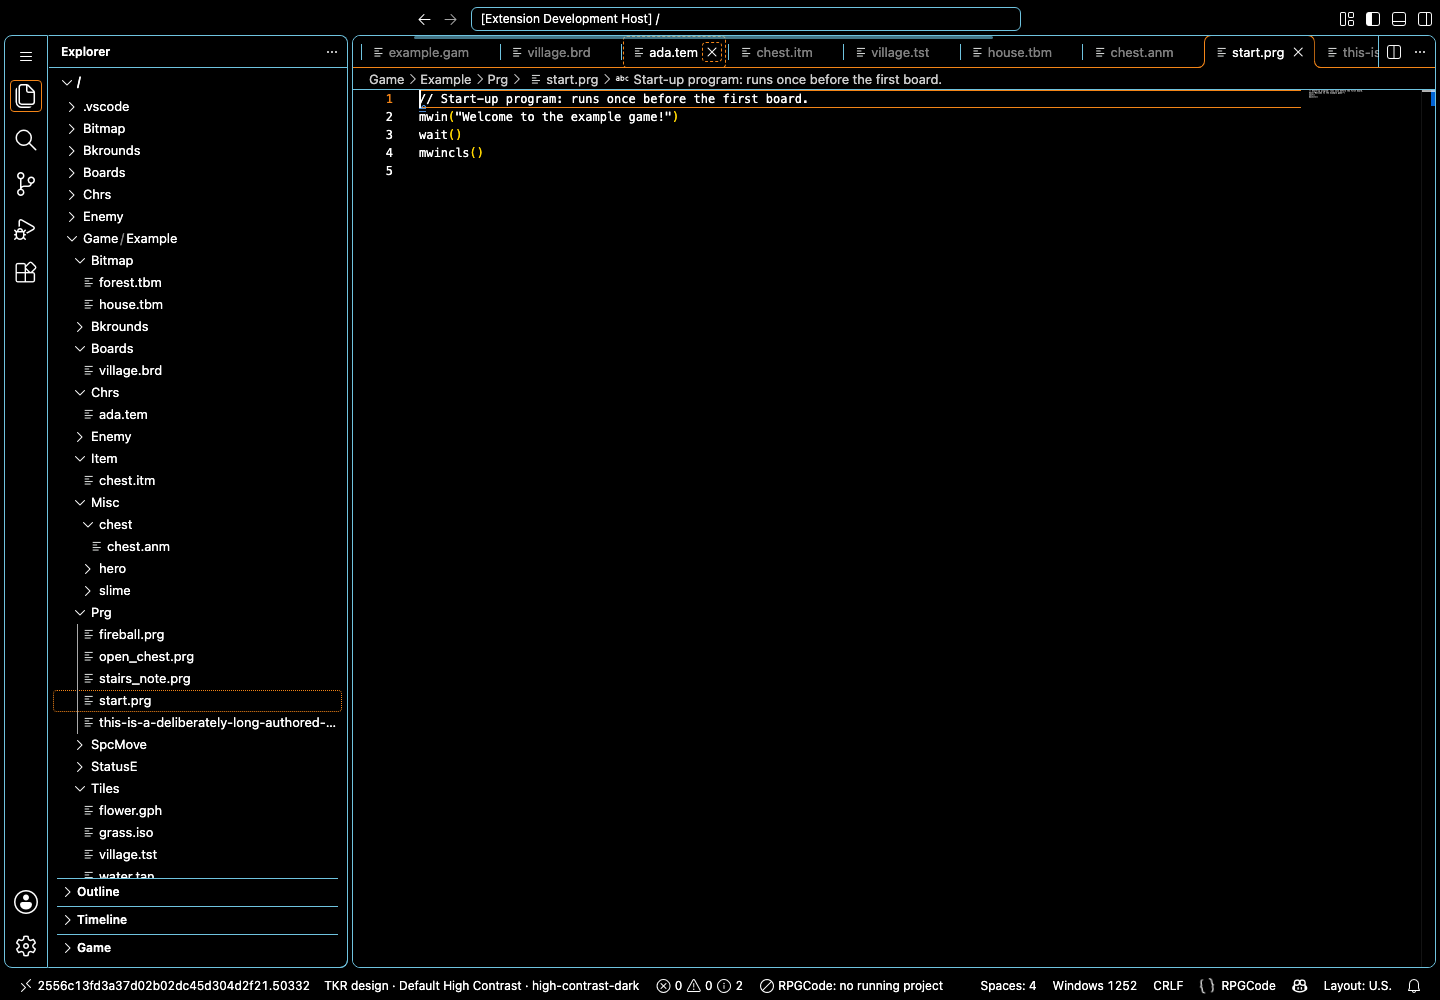 [Extension Development Host] /
Explorer
/
.vscode
Bitmap
Bkrounds
Boards
Chrs
Enemy
Game/Example
Bitmap
forest.tbm
house.tbm
Bkrounds
Boards
village.brd
Chrs
ada.tem
Enemy
Item
chest.itm
Misc
chest
chest.anm
hero
slime
Prg
fireball.prg
open_chest.prg
stairs_note.prg
start.prg
this-is-a-deliberately-long-authored-...
SpcMove
StatusE
Tiles
flower.gph
grass.iso
village.tst
water.tan
Outline
Timeline
Game
example.gam village.brd ada.tem chest.itm village.tst house.tbm chest.anm start.prg this-is
Game > Example > Prg > start.prg > abc Start-up program: runs once before the first board.
1 // Start-up program: runs once before the first board.
2 mwin("Welcome to the example game!")
3 wait()
4 mwincls()
5
2556c13fd3a37d02b02dc45d304d2f21.50332 TKR design · Default High Contrast · high-contrast-dark 0 0 2 RPGCode: no running project Spaces: 4 Windows 1252 CRLF { } RPGCode Layout: U.S.